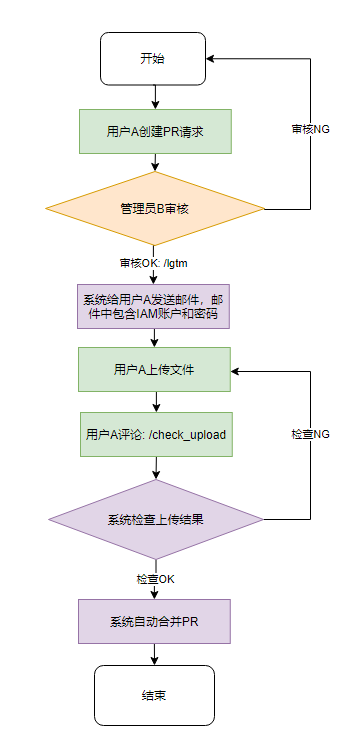 开始
用户A创建PR请求
审核NG
管理员B审核
审核OK: /lgtm
系统给用户A发送邮件，邮
件中包含IAM账户和密码
用户A上传文件
用户A评论: /check_upload
检查NG
系统检查上传结果
检查OK
系统自动合并PR
结束